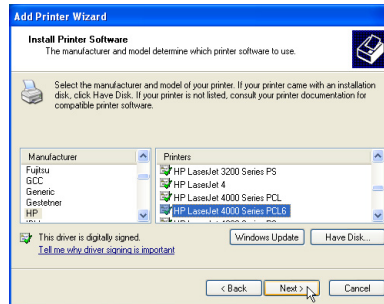 Add Printer Wizard
Install Printer Software
The manufacturer and model determine which printer software to use.
Select the manufacturer and model of your printer. If your printer came with an installation
disk, click Have Disk. If your printer is not listed, consult your printer documentation for
compatible printer software.
Manufacturer
Fujitsu
GCC
Generic
Gestetner
HP
Printers
HP LaserJet 3200 Series PS
HP LaserJet 4
HP LaserJet 4000 Series PCL
HP LaserJet 4000 Series PCL6
This driver is digitally signed.
Tell me why driver signing is important
Windows Update
Have Disk...
< Back
Next >
Cancel